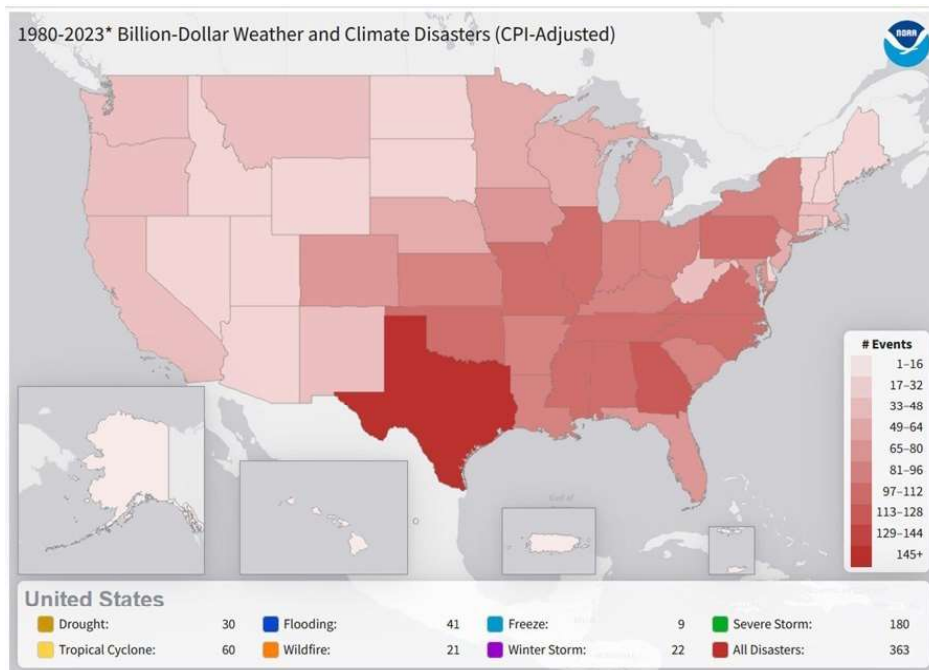 1980-2023* Billion-Dollar Weather and Climate Disasters (CPI-Adjusted)
NOAA
# Events
1–16
17–32
33–48
49–64
65–80
81–96
97–112
113–128
129–144
145+
Gulf of
United States
Drought: 30 Flooding: 41 Freeze: 9 Severe Storm: 180
Tropical Cyclone: 60 Wildfire: 21 Winter Storm: 22 All Disasters: 363